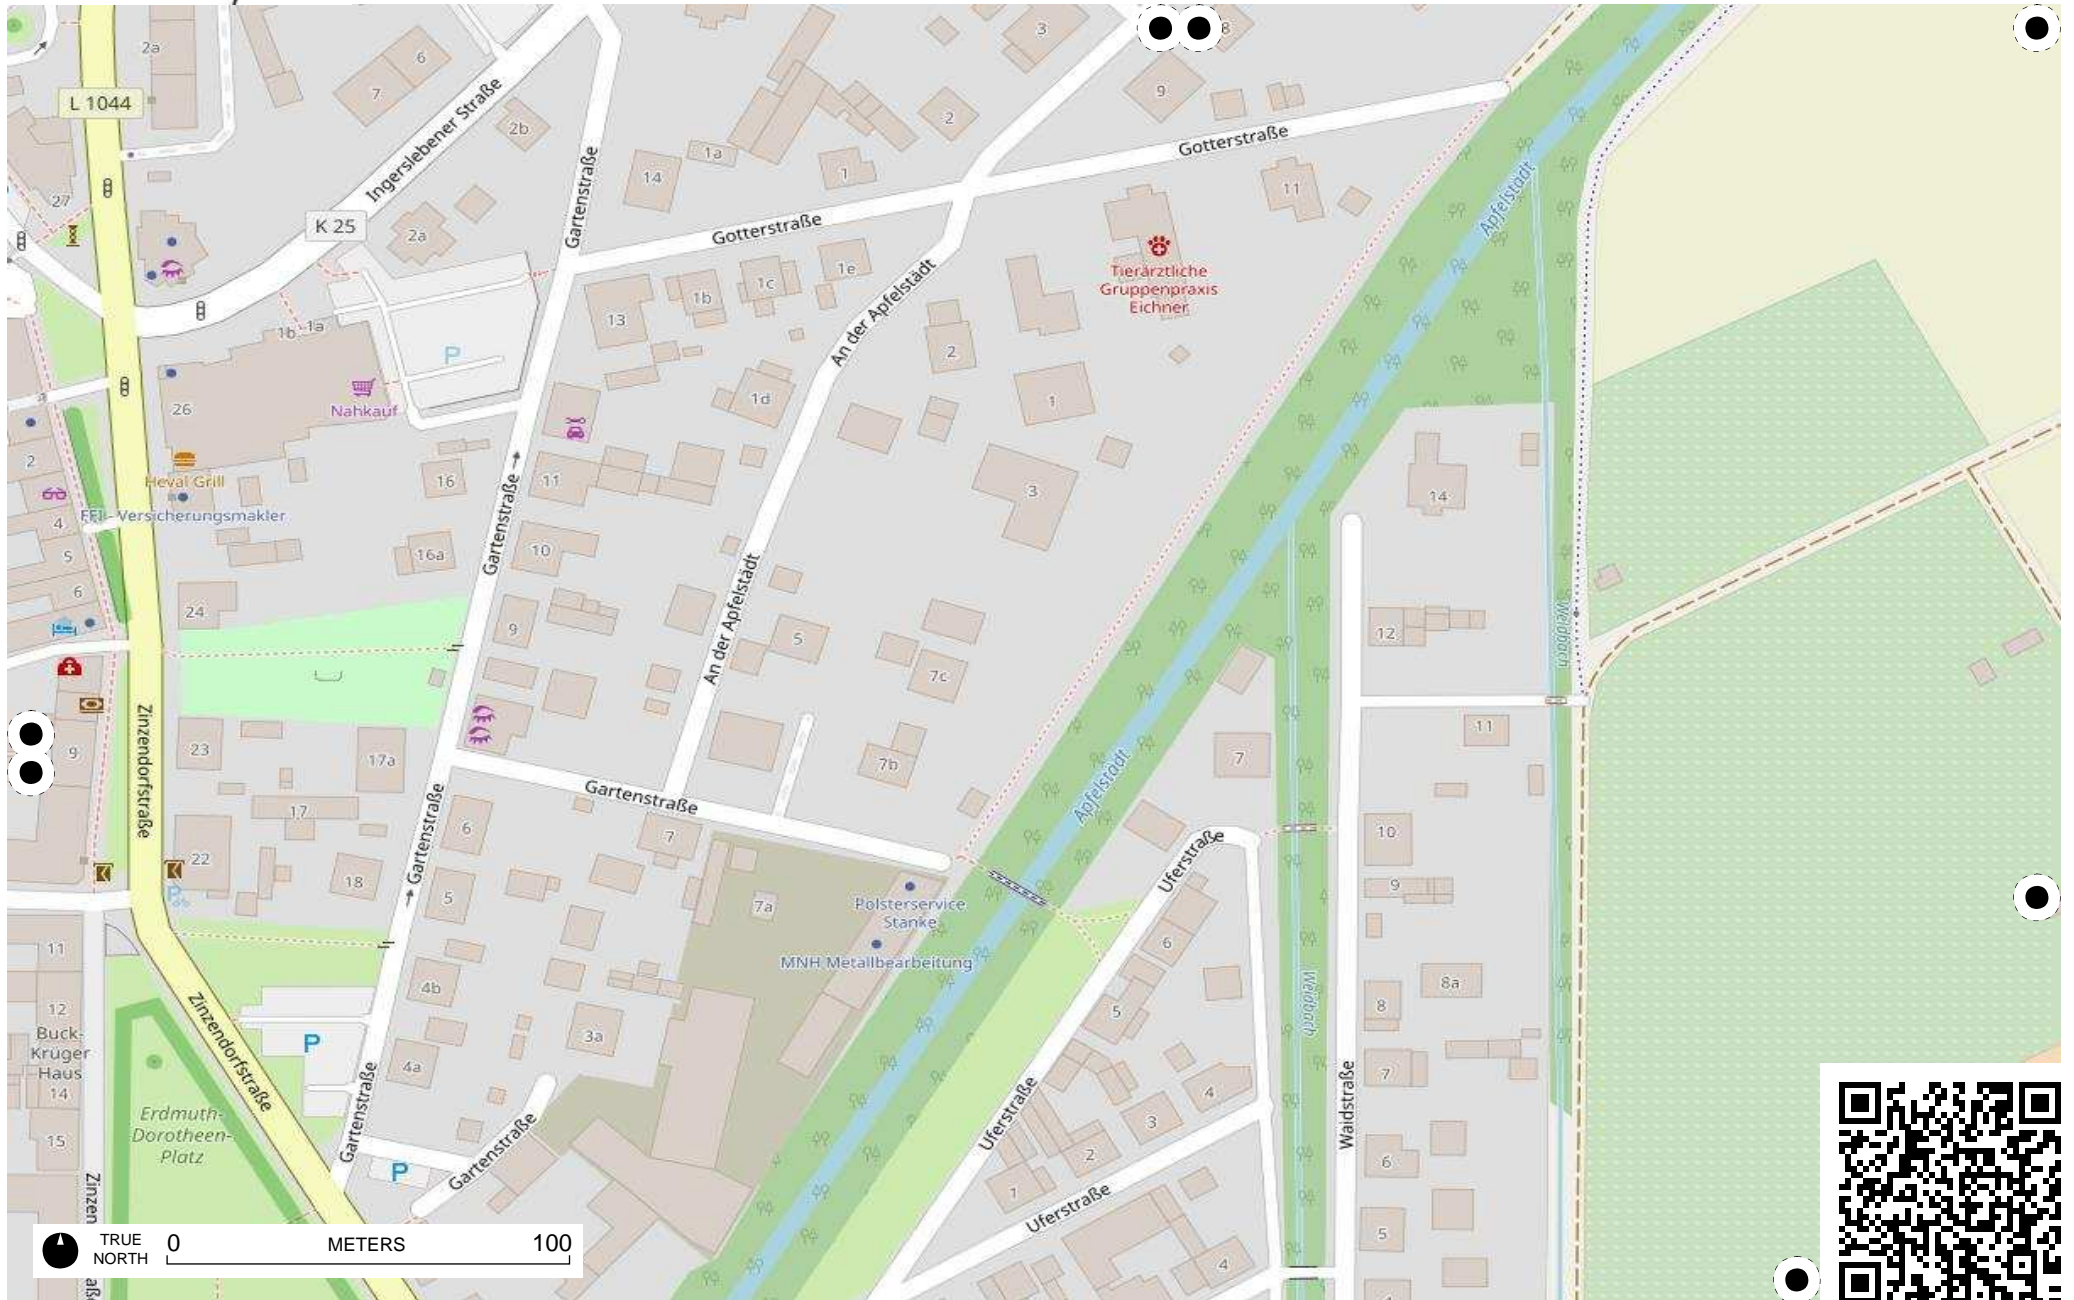 2a
6
3
8
L 1044
7
9
Ingerslebener Straße
2b
2
Gotterstraße
1a
14
1
Gartenstraße
27
11
K 25
2a
Gotterstraße
Apfelstädt
1e
1c
1b
Tierärztliche
Gruppenpraxis
Eichner
An der Apfelstädt
13
1b
1a
P
2
26
Nahkauf
1d
1
2
Heval Grill
16
11
3
14
4
FFI - Versicherungsmakler
Gartenstraße
5
16a
10
6
24
9
An der Apfelstädt
5
12
Weidbach
7c
Zinzendorfstraße
9
23
17a
7b
7
11
Gartenstraße
Apfelstädt
17
6
7
Gartenstraße
10
Uferstraße
22
18
5
9
P
7a
Polsterservice
Stanke
11
6
MNH Metallbearbeitung
4b
8a
12
5
8
Weidbach
Zinzendorfstraße
Buck-
Krüger
Haus
P
3a
4a
7
14
4
Erdmuth-
Dorotheen-
Platz
Gartenstraße
Uferstraße
3
Waidstraße
15
2
6
P
Gartenstraße
1
Uferstraße
5
4
TRUE
NORTH
0 METERS 100